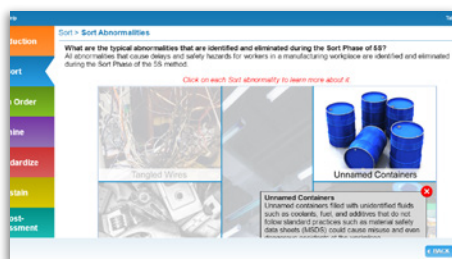 Sort > Sort Abnormalities
What are the typical abnormalities that are identified and eliminated during the Sort Phase of 5S?
All abnormalities that cause delays and safety hazards for workers in a manufacturing workplace are identified and eliminated
during the Sort Phase of the 5S method.
Click on each Sort abnormality to learn more about it.
Tangled Wires
Unnamed Containers
Unnamed Containers
Unnamed containers filled with unidentified fluids
such as coolants, fuel, and additives that do not
follow standard practices such as material safety
data sheets (MSDS) could cause misuse and even
BACK